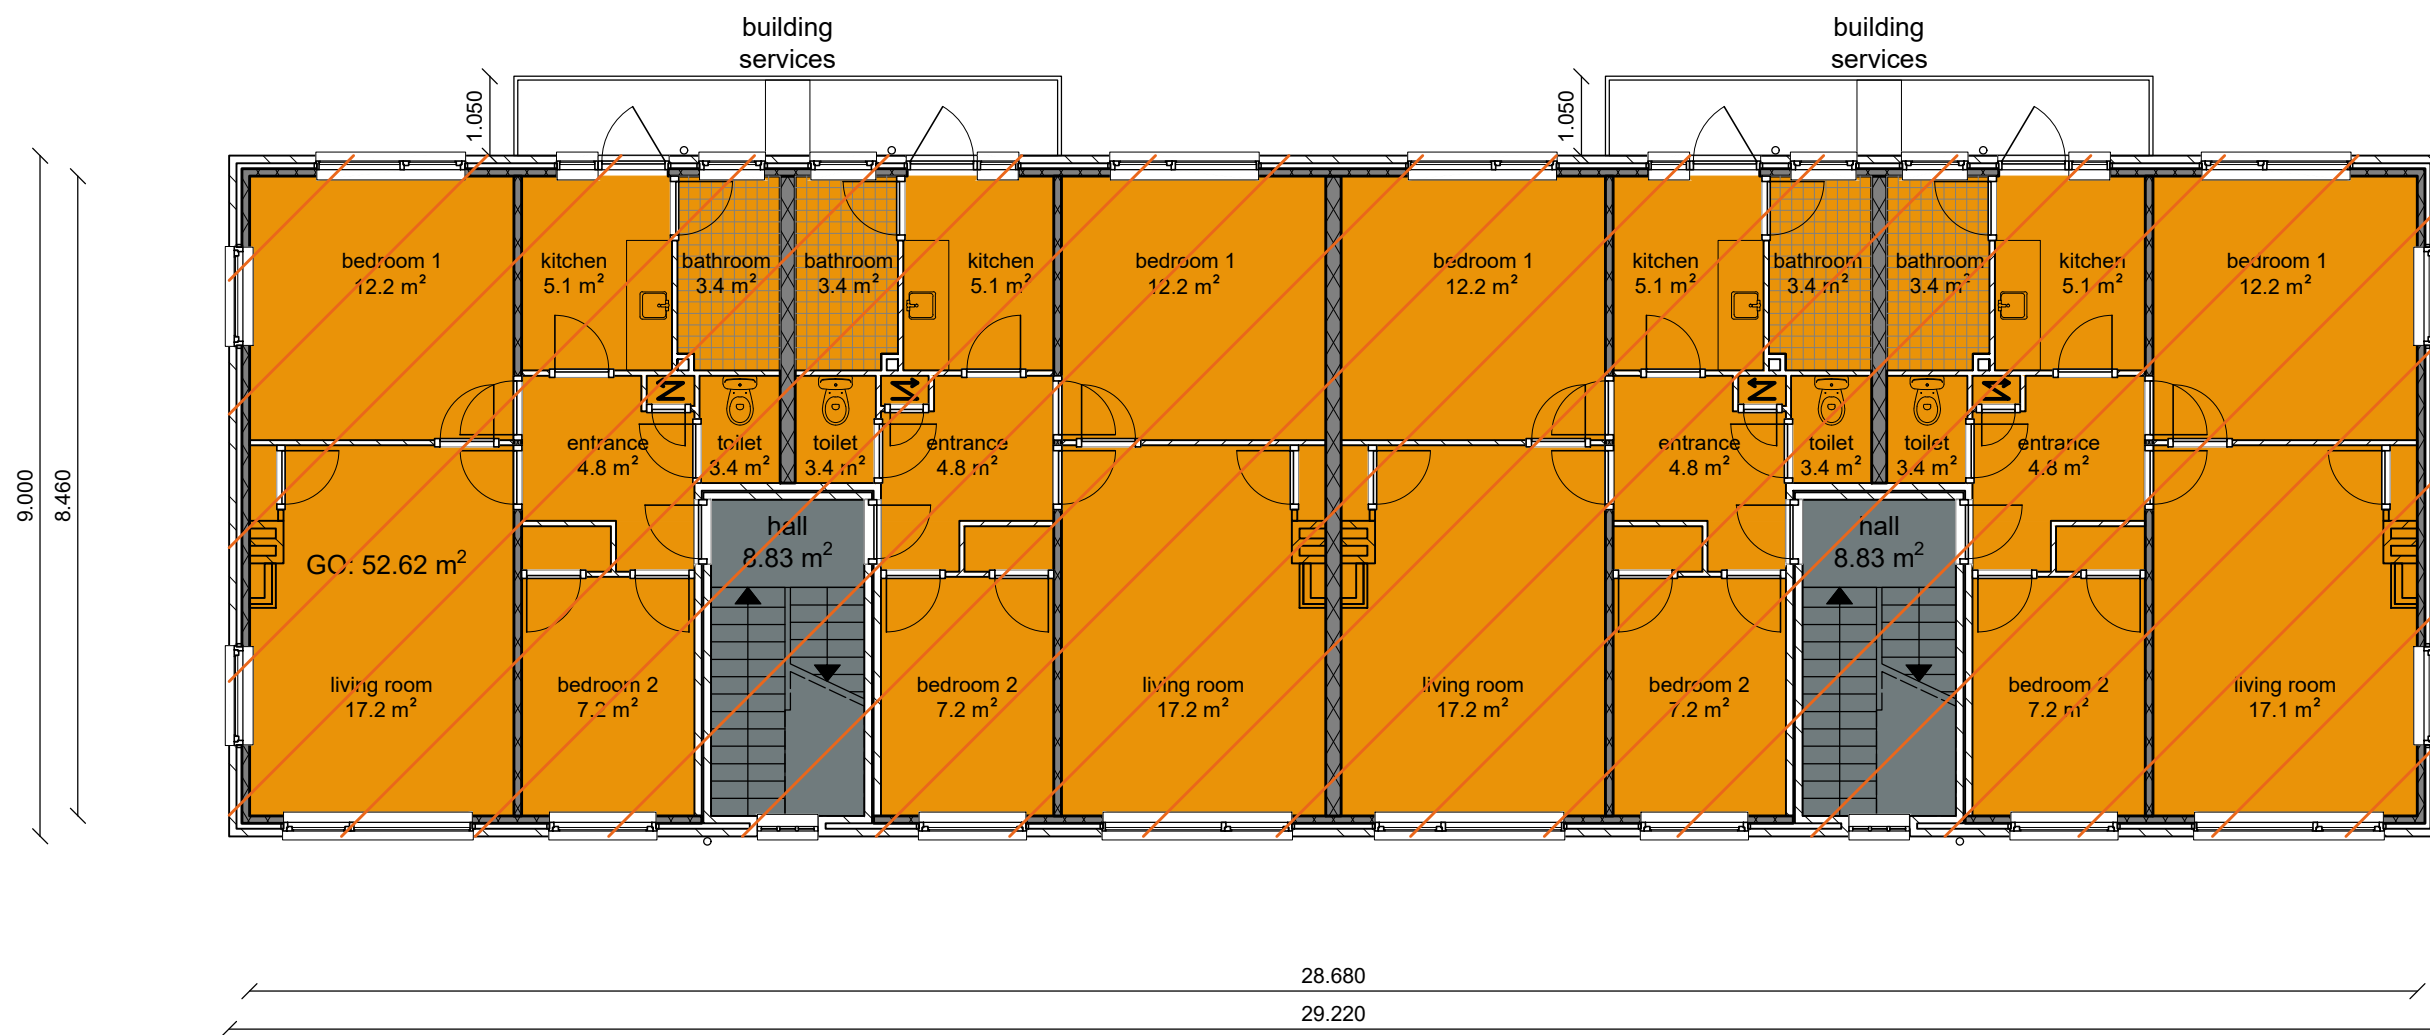 building
services
building
services
1.050
1.050
9.000
8.460
bedroom 1
12.2 m²
kitchen
5.1 m²
bathroom
3.4 m²
bathroom
3.4 m²
kitchen
5.1 m²
bedroom 1
12.2 m²
bedroom 1
12.2 m²
kitchen
5.1 m²
bathroom
3.4 m²
bathroom
3.4 m²
kitchen
5.1 m²
bedroom 1
12.2 m²
entrance
4.8 m²
toilet
3.4 m²
toilet
3.4 m²
entrance
4.8 m²
entrance
4.8 m²
toilet
3.4 m²
toilet
3.4 m²
entrance
4.8 m²
GO: 52.62 m²
hall
8.83 m²
hall
8.83 m²
living room
17.2 m²
bedroom 2
7.2 m²
bedroom 2
7.2 m²
living room
17.2 m²
living room
17.2 m²
bedroom 2
7.2 m²
bedroom 2
7.2 m²
living room
17.1 m²
28.680
29.220